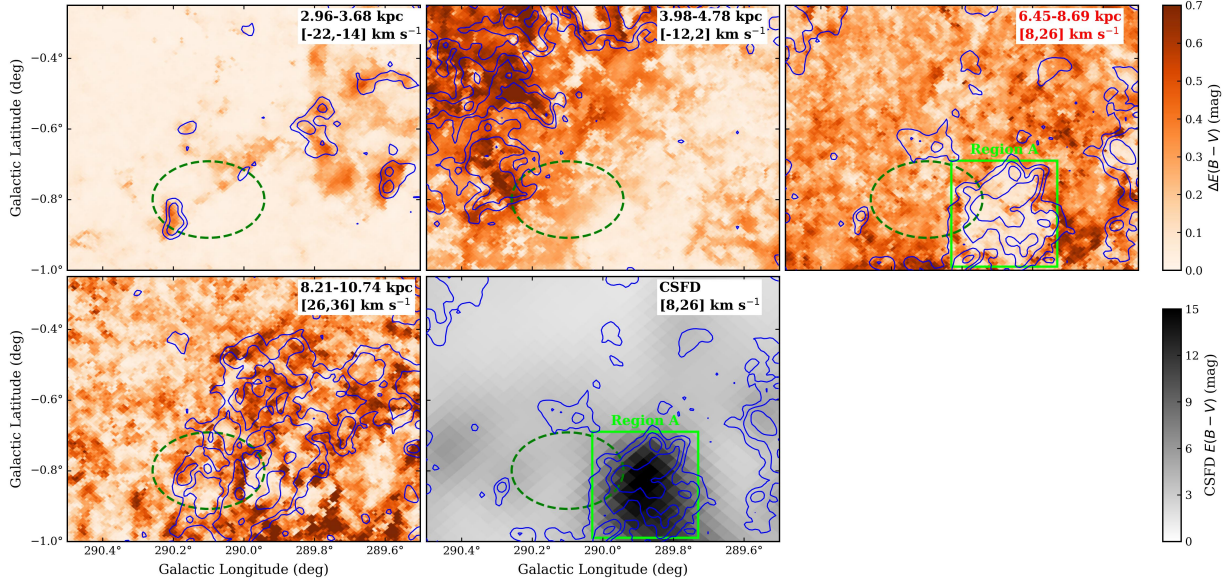 2.96-3.68 kpc
[-22,-14] km s⁻¹
3.98-4.78 kpc
[-12,2] km s⁻¹
6.45-8.69 kpc
[8,26] km s⁻¹
Region A
−0.4°
−0.6°
−0.8°
−1.0°
Galactic Latitude (deg)
0.7
0.6
0.5
0.4
0.3
0.2
0.1
0.0
ΔE(B − V) (mag)
8.21-10.74 kpc
[26,36] km s⁻¹
CSFD
[8,26] km s⁻¹
Region A
−0.4°
−0.6°
−0.8°
−1.0°
Galactic Latitude (deg)
290.4° 290.2° 290.0° 289.8° 289.6°
Galactic Longitude (deg)
290.4° 290.2° 290.0° 289.8° 289.6°
Galactic Longitude (deg)
15
12
9
6
3
0
CSFD E(B − V) (mag)